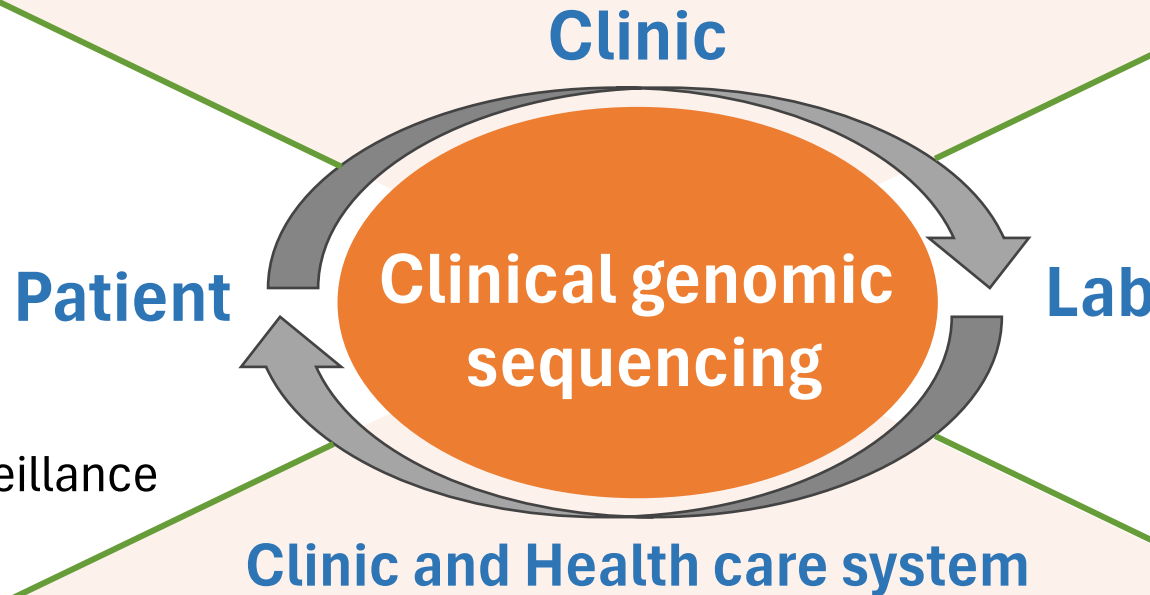 Clinic
Clinical genomic
sequencing
Patient
Lab
eillance
Clinic and Health care system